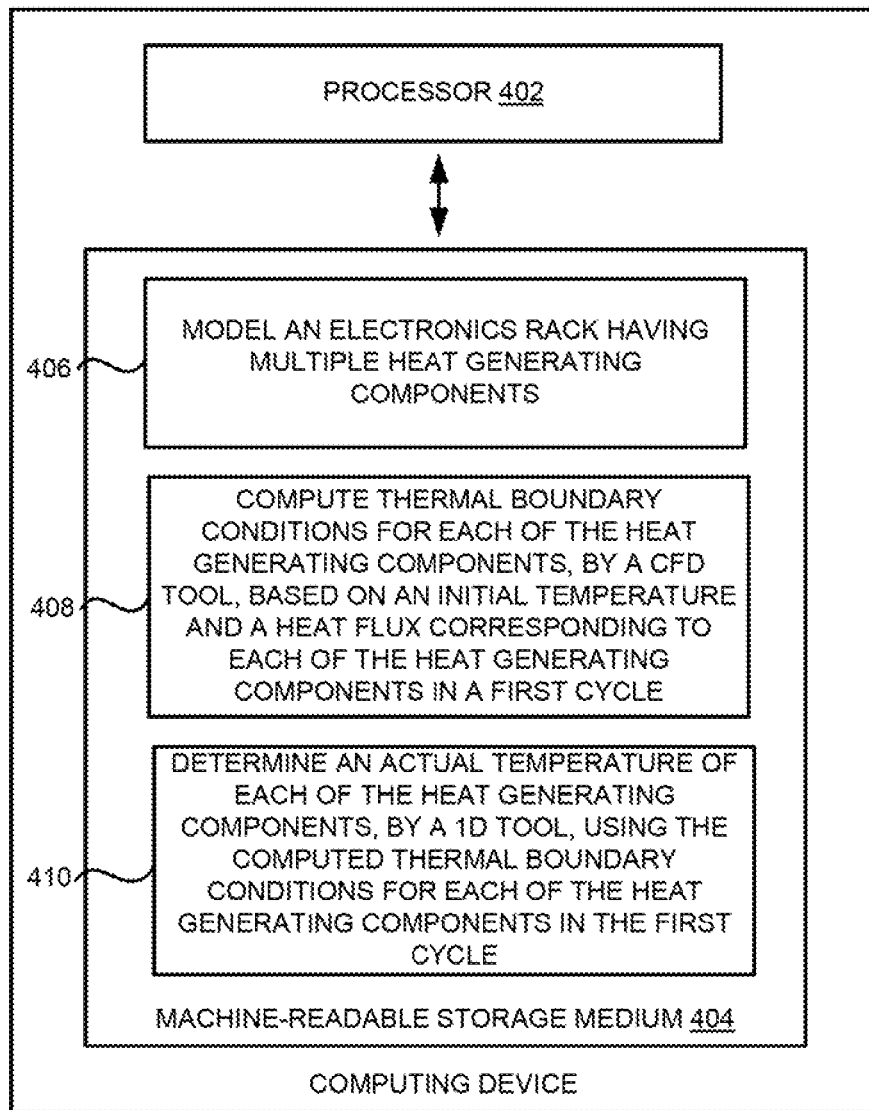 PROCESSOR 402
MODEL AN ELECTRONICS RACK HAVING
MULTIPLE HEAT GENERATING
COMPONENTS
406
COMPUTE THERMAL BOUNDARY
CONDITIONS FOR EACH OF THE HEAT
GENERATING COMPONENTS, BY A CFD
TOOL, BASED ON AN INITIAL TEMPERATURE
AND A HEAT FLUX CORRESPONDING TO
EACH OF THE HEAT GENERATING
COMPONENTS IN A FIRST CYCLE
408
DETERMINE AN ACTUAL TEMPERATURE OF
EACH OF THE HEAT GENERATING
COMPONENTS, BY A 1D TOOL, USING THE
COMPUTED THERMAL BOUNDARY
CONDITIONS FOR EACH OF THE HEAT
GENERATING COMPONENTS IN THE FIRST
CYCLE
410
MACHINE-READABLE STORAGE MEDIUM 404
COMPUTING DEVICE